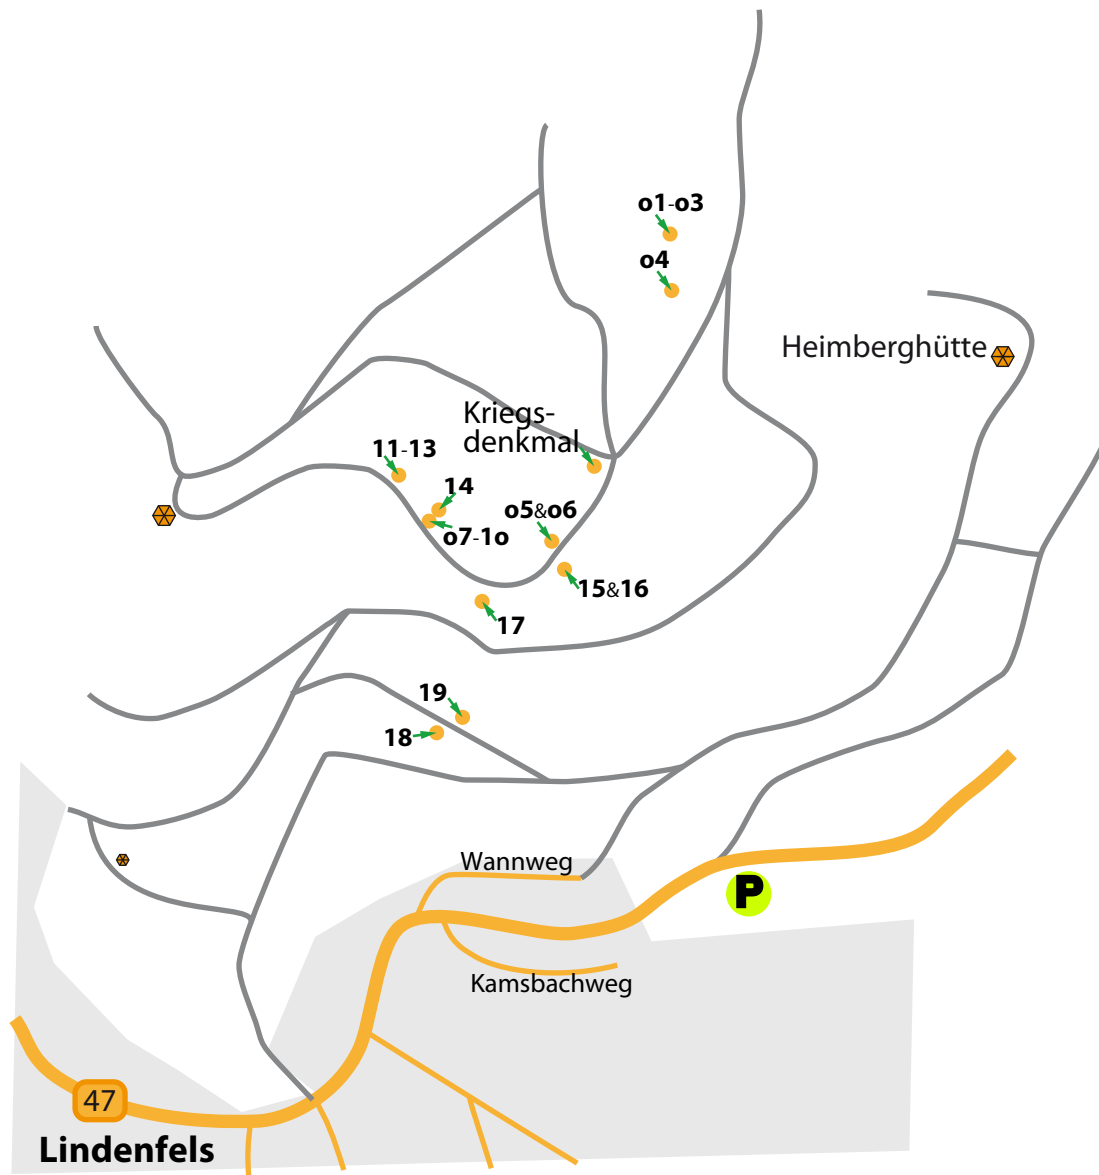 o1-o3
o4
Heimberghütte
Kriegs-
denkmal
11-13
14
o5&o6
o7-1o
15&16
17
19
18
Wannweg
P
Kamsbachweg
47
Lindenfels